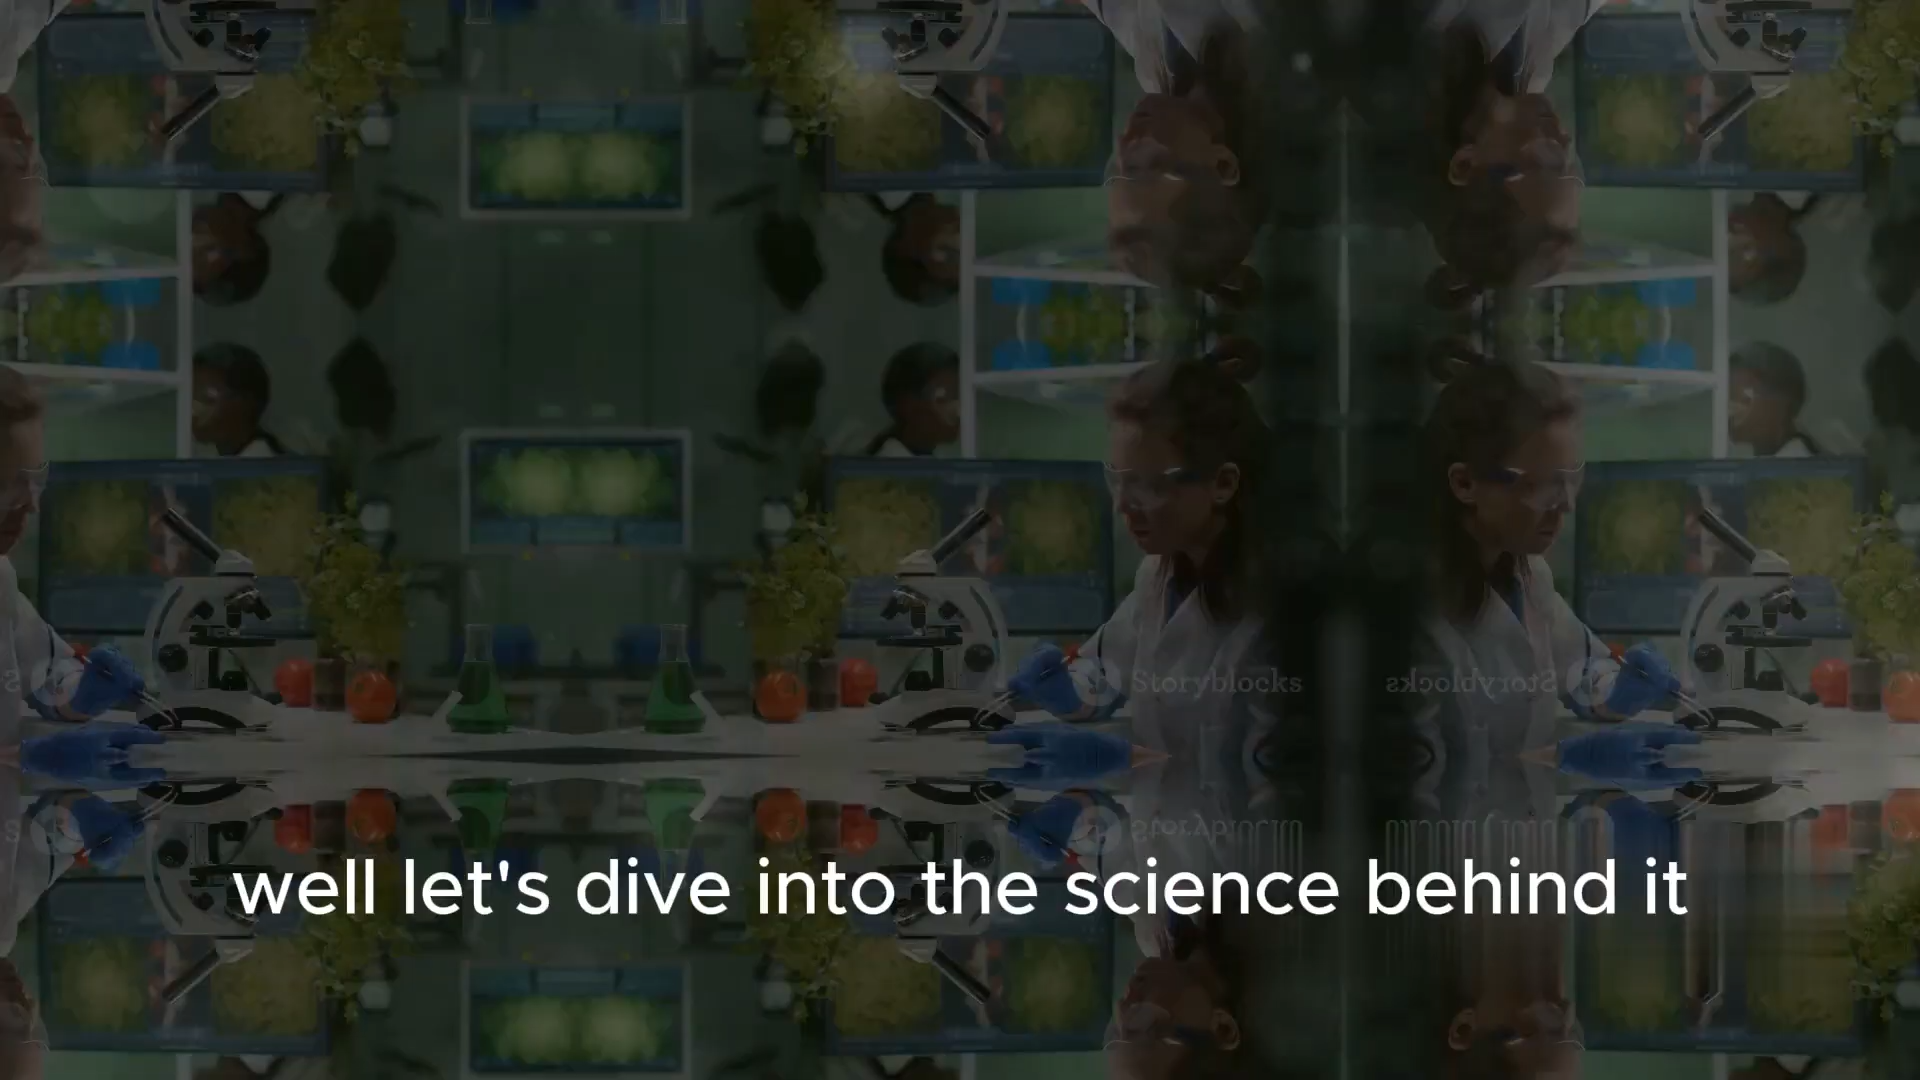 Storyblocks
well let's dive into the science behind it